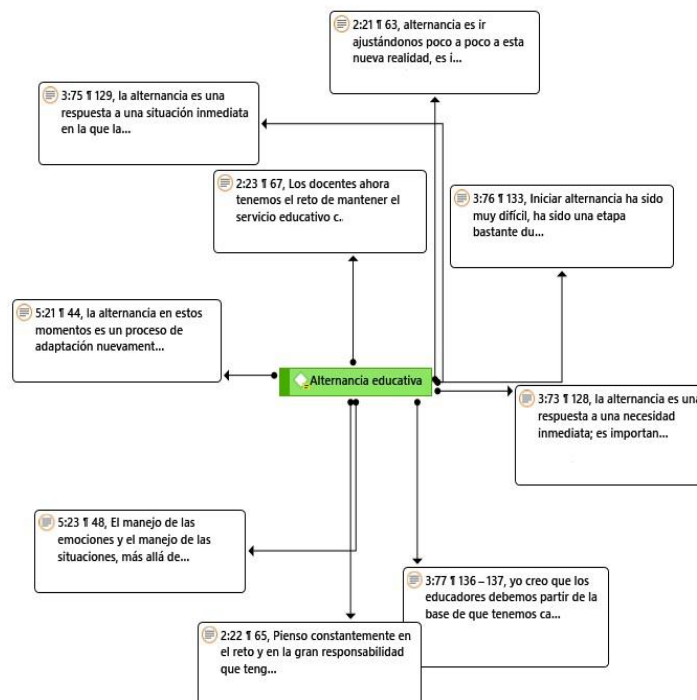 2:21 ¶ 63, alternancia es ir
ajustándonos poco a poco a esta
nueva realidad, es i...
3:75 ¶ 129, la alternancia es una
respuesta a una situación inmediata
en la que la...
2:23 ¶ 67, Los docentes ahora
tenemos el reto de mantener el
servicio educativo c..
3:76 ¶ 133, Iniciar alternancia ha sido
muy difícil, ha sido una etapa
bastante du...
5:21 ¶ 44, la alternancia en estos
momentos es un proceso de
adaptación nuevament...
Alternancia educativa
3:73 ¶ 128, la alternancia es una
respuesta a una necesidad
inmediata; es importan...
5:23 ¶ 48, El manejo de las
emociones y el manejo de las
situaciones, más allá de...
3:77 ¶ 136 – 137, yo creo que los
educadores debemos partir de la
base de que tenemos ca...
2:22 ¶ 65, Pienso constantemente en
el reto y en la gran responsabilidad
que teng...